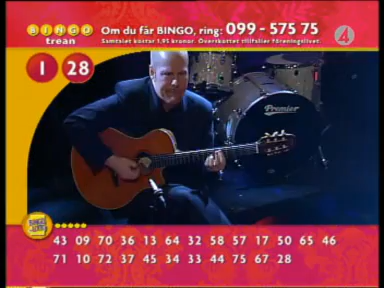 BINGO
trean
Om du får BINGO, ring: 099 - 575 75
Samtalet kostar 1,95 kronor. Överskottet tillfaller föreningslivet.
4
1 28
Premier
43 09 70 36 13 64 32 58 57 17 50 65 46
71 10 72 37 45 34 33 44 75 67 28